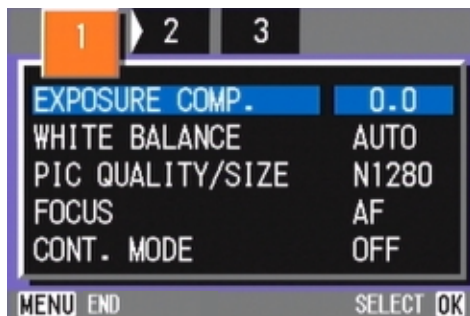 1 2 3
EXPOSURE COMP. 0.0
WHITE BALANCE AUTO
PIC QUALITY/SIZE N1280
FOCUS AF
CONT. MODE OFF
MENU END SELECT OK